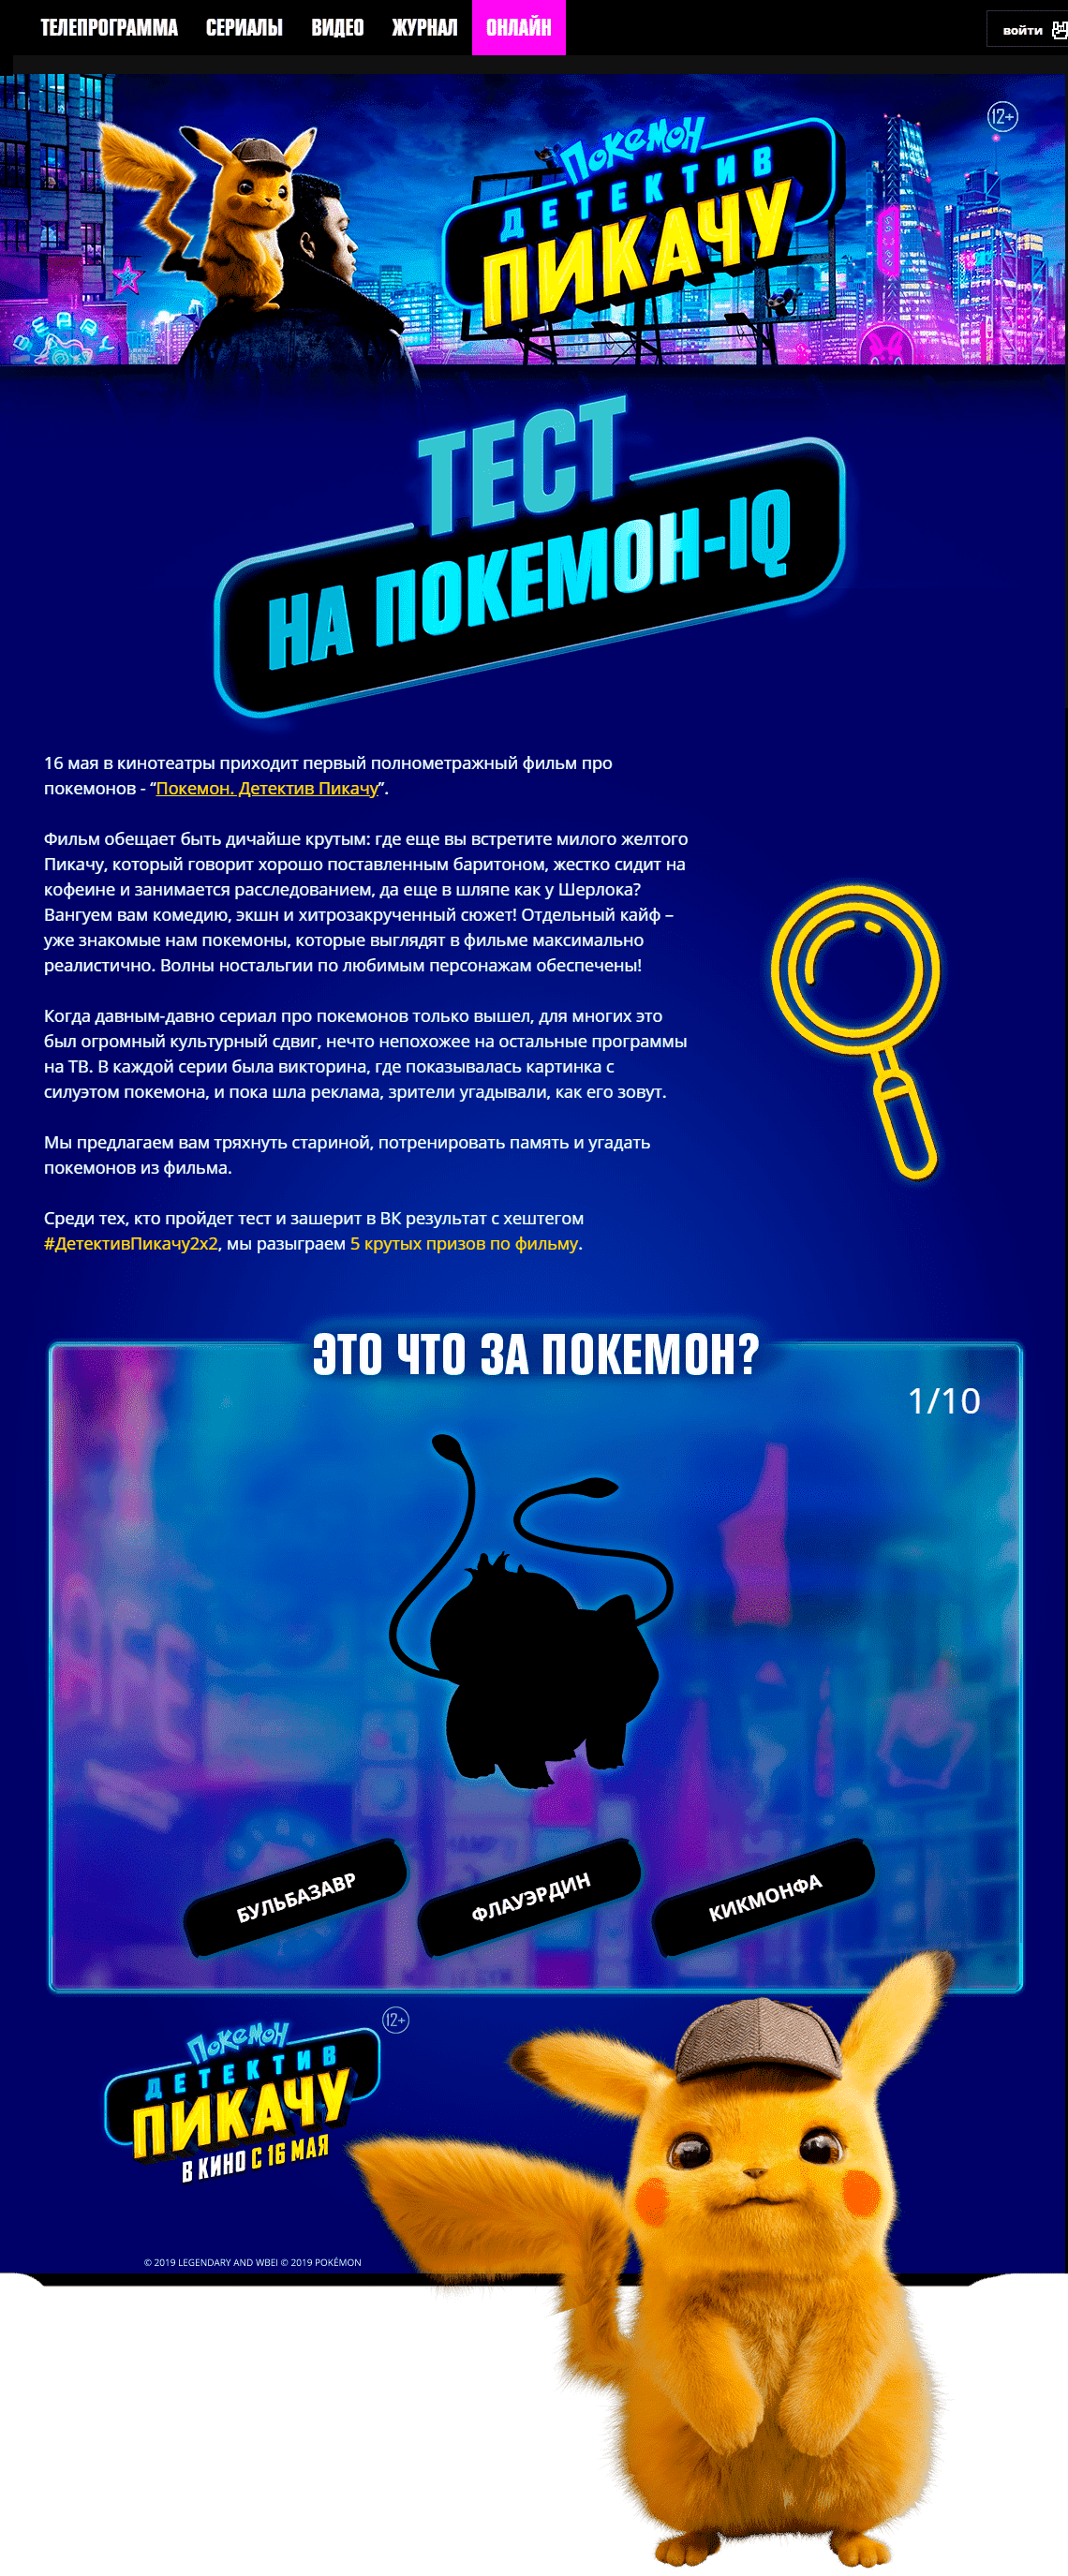 ТЕЛЕПРОГРАММА СЕРИАЛЫ ВИДЕО ЖУРНАЛ ОНЛАЙН ВОЙТИ
12+
ПОКЕМОН
ДЕТЕКТИВ
ПИКАЧУ
ТЕСТ
НА ПОКЕМОН-IQ
16 мая в кинотеатры приходит первый полнометражный фильм про
покемонов - “Покемон. Детектив Пикачу”.
Фильм обещает быть дичайше крутым: где еще вы встретите милого желтого
Пикачу, который говорит хорошо поставленным баритоном, жестко сидит на
кофеине и занимается расследованием, да еще в шляпе как у Шерлока?
Вангуем вам комедию, экшн и хитрозакрученный сюжет! Отдельный кайф –
уже знакомые нам покемоны, которые выглядят в фильме максимально
реалистично. Волны ностальгии по любимым персонажам обеспечены!
Когда давным-давно сериал про покемонов только вышел, для многих это
был огромный культурный сдвиг, нечто непохожее на остальные программы
на ТВ. В каждой серии была викторина, где показывалась картинка с
силуэтом покемона, и пока шла реклама, зрители угадывали, как его зовут.
Мы предлагаем вам тряхнуть стариной, потренировать память и угадать
покемонов из фильма.
Среди тех, кто пройдет тест и зашерит в ВК результат с хештегом
#ДетективПикачу2x2, мы разыграем 5 крутых призов по фильму.
ЭТО ЧТО ЗА ПОКЕМОН?
1/10
БУЛЬБАЗАВР ФЛАУЭРДИН КИКМОНФА
12+
ПОКЕМОН
ДЕТЕКТИВ
ПИКАЧУ
В КИНО С 16 МАЯ
© 2019 LEGENDARY AND WBEI © 2019 POKÉMON